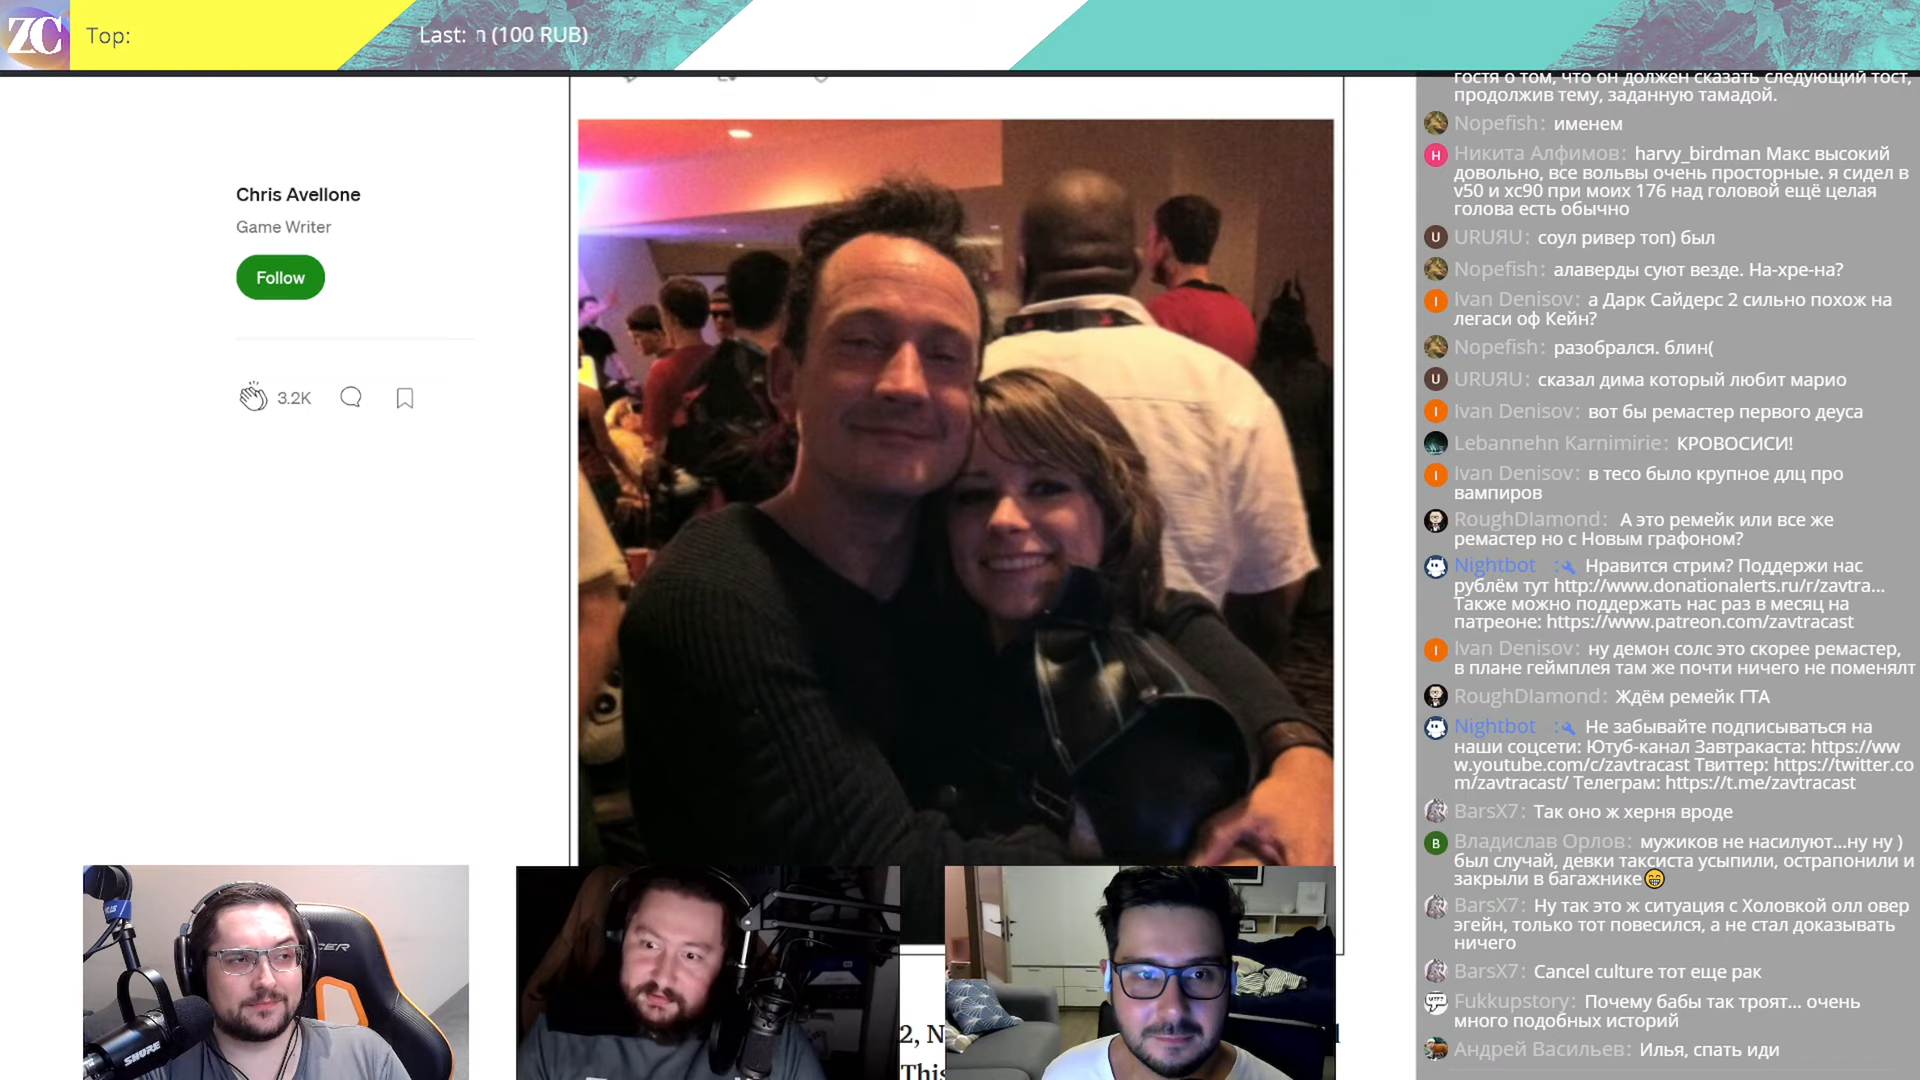 ZC
Top:
Last: n (100 RUB)
Chris Avellone
Game Writer
Follow
3.2K
гостя о том, что он должен сказать следующий тост,
продолжив тему, заданную тамадой.
Nopefish: именем
Никита Алфимов: harvy_birdman Макс высокий
довольно, все вольвы очень просторные. я сидел в
v50 и xc90 при моих 176 над головой ещё целая
голова есть обычно
URUЯU: соул ривер топ) был
Nopefish: алаверды суют везде. На-хре-на?
Ivan Denisov: а Дарк Сайдерс 2 сильно похож на
легаси оф Кейн?
Nopefish: разобрался. блин(
URUЯU: сказал дима который любит марио
Ivan Denisov: вот бы ремастер первого деуса
Lebannehn Karnimirie: КРОВОСИСИ!
Ivan Denisov: в тесо было крупное длц про
вампиров
RoughDIamond: А это ремейк или все же
ремастер но с Новым графоном?
Nightbot : Нравится стрим? Поддержи нас
рублём тут http://www.donationalerts.ru/r/zavtra...
Также можно поддержать нас раз в месяц на
патреоне: https://www.patreon.com/zavtracast
Ivan Denisov: ну демон солс это скорее ремастер,
в плане геймплея там же почти ничего не поменялт
RoughDIamond: Ждём ремейк ГТА
Nightbot : Не забывайте подписываться на
наши соцсети: Ютуб-канал Завтракаста: https://ww
w.youtube.com/c/zavtracast Твиттер: https://twitter.co
m/zavtracast/ Телеграм: https://t.me/zavtracast
BarsX7: Так оно ж херня вроде
Владислав Орлов: мужиков не насилуют...ну ну )
был случай, девки таксиста усыпили, острапонили и
закрыли в багажнике😁
BarsX7: Ну так это ж ситуация с Холовкой олл овер
эгейн, только тот повесился, а не стал доказывать
ничего
BarsX7: Cancel culture тот еще рак
Fukkupstory: Почему бабы так троят... очень
много подобных историй
Андрей Васильев: Илья, спать иди
2, N
This
SHURE